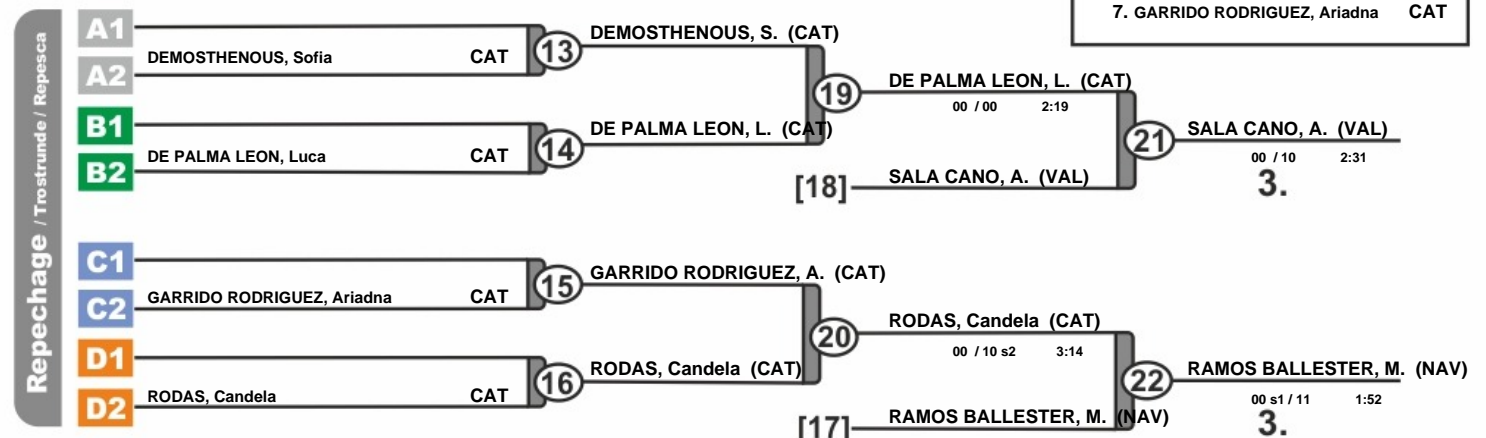 7. GARRIDO RODRIGUEZ, Ariadna CAT
Repechage / Trostrunde / Repesca
A1
DEMOSTHENOUS, Sofia CAT
A2
13
DEMOSTHENOUS, S. (CAT)
B1
DE PALMA LEON, Luca CAT
B2
14
DE PALMA LEON, L. (CAT)
19
DE PALMA LEON, L. (CAT)
00 / 00 2:19
[18]
SALA CANO, A. (VAL)
21
SALA CANO, A. (VAL)
00 / 10 2:31
3.
C1
GARRIDO RODRIGUEZ, Ariadna CAT
C2
15
GARRIDO RODRIGUEZ, A. (CAT)
D1
RODAS, Candela CAT
D2
16
RODAS, Candela (CAT)
20
RODAS, Candela (CAT)
00 / 10 s2 3:14
[17]
RAMOS BALLESTER, M. (NAV)
22
RAMOS BALLESTER, M. (NAV)
00 s1 / 11 1:52
3.